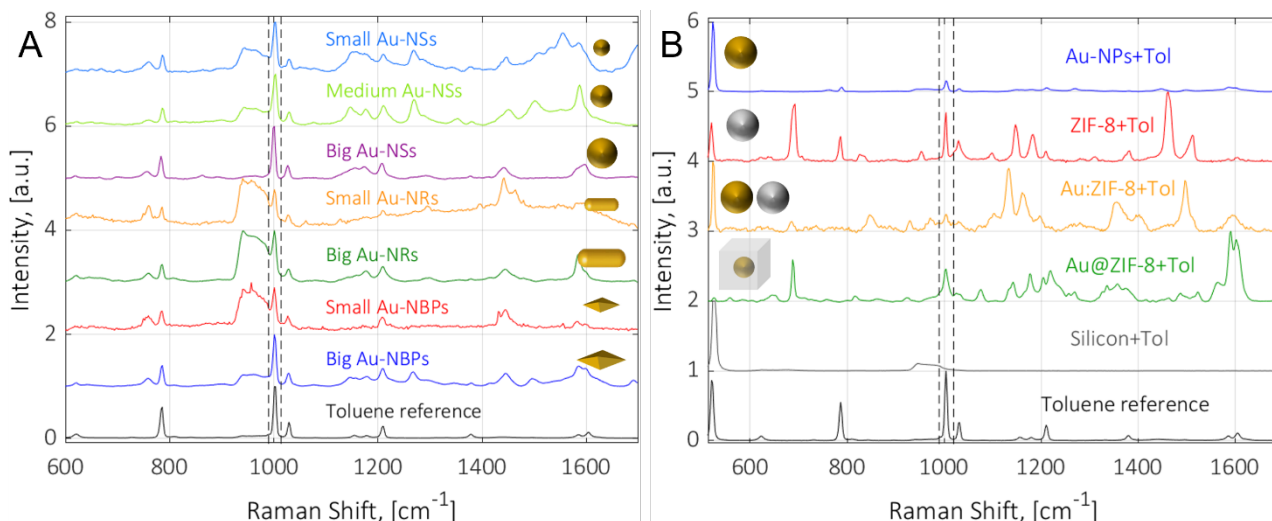 A
8
6
4
2
0
Intensity, [a.u.]
Small Au-NSs
Medium Au-NSs
Big Au-NSs
Small Au-NRs
Big Au-NRs
Small Au-NBPs
Big Au-NBPs
Toluene reference
600 800 1000 1200 1400 1600
Raman Shift, [cm⁻¹]
B
6
5
4
3
2
1
0
Intensity, [a.u.]
Au-NPs+Tol
ZIF-8+Tol
Au:ZIF-8+Tol
Au@ZIF-8+Tol
Silicon+Tol
Toluene reference
600 800 1000 1200 1400 1600
Raman Shift, [cm⁻¹]